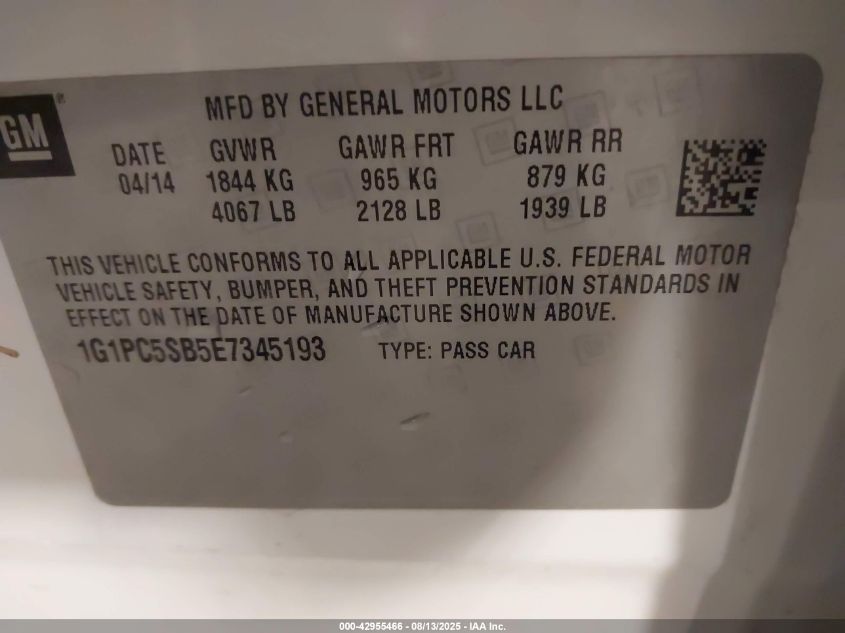 GM
MFD BY GENERAL MOTORS LLC
DATE GVWR GAWR FRT GAWR RR
04/14 1844 KG 965 KG 879 KG
4067 LB 2128 LB 1939 LB
THIS VEHICLE CONFORMS TO ALL APPLICABLE U.S. FEDERAL MOTOR
VEHICLE SAFETY, BUMPER, AND THEFT PREVENTION STANDARDS IN
EFFECT ON THE DATE OF MANUFACTURE SHOWN ABOVE.
1G1PC5SB5E7345193 TYPE: PASS CAR
000-42955466 - 08/13/2025 - IAA Inc.